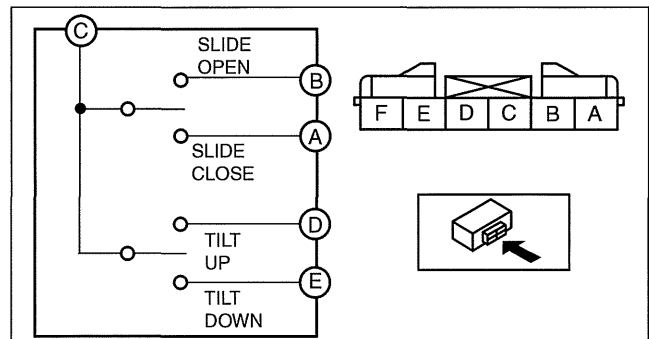 C
SLIDE
OPEN
B
A
SLIDE
CLOSE
D
TILT
UP
E
TILT
DOWN
F E D C B A